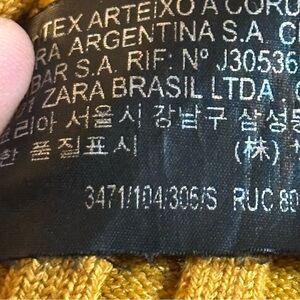 TEX ARTEIXO A CORU
RA ARGENTINA S.A. C
BAR S.A. RIF: Nº J30536
ZARA BRASIL LTDA.
리아 서울시 강남구 삼성동
한 품질표시 (株)
3471/104/305/S RUC 80